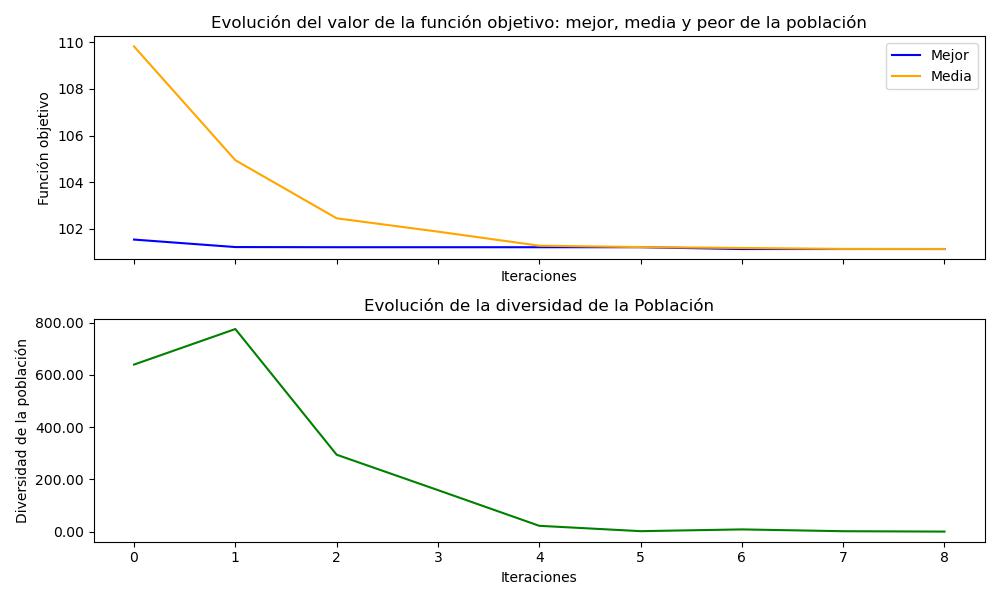 Evolución del valor de la función objetivo: mejor, media y peor de la población
110
108
106
104
102
Función objetivo
Mejor
Media
Iteraciones
Evolución de la diversidad de la Población
800.00
600.00
400.00
200.00
0.00
Diversidad de la población
0 1 2 3 4 5 6 7 8
Iteraciones